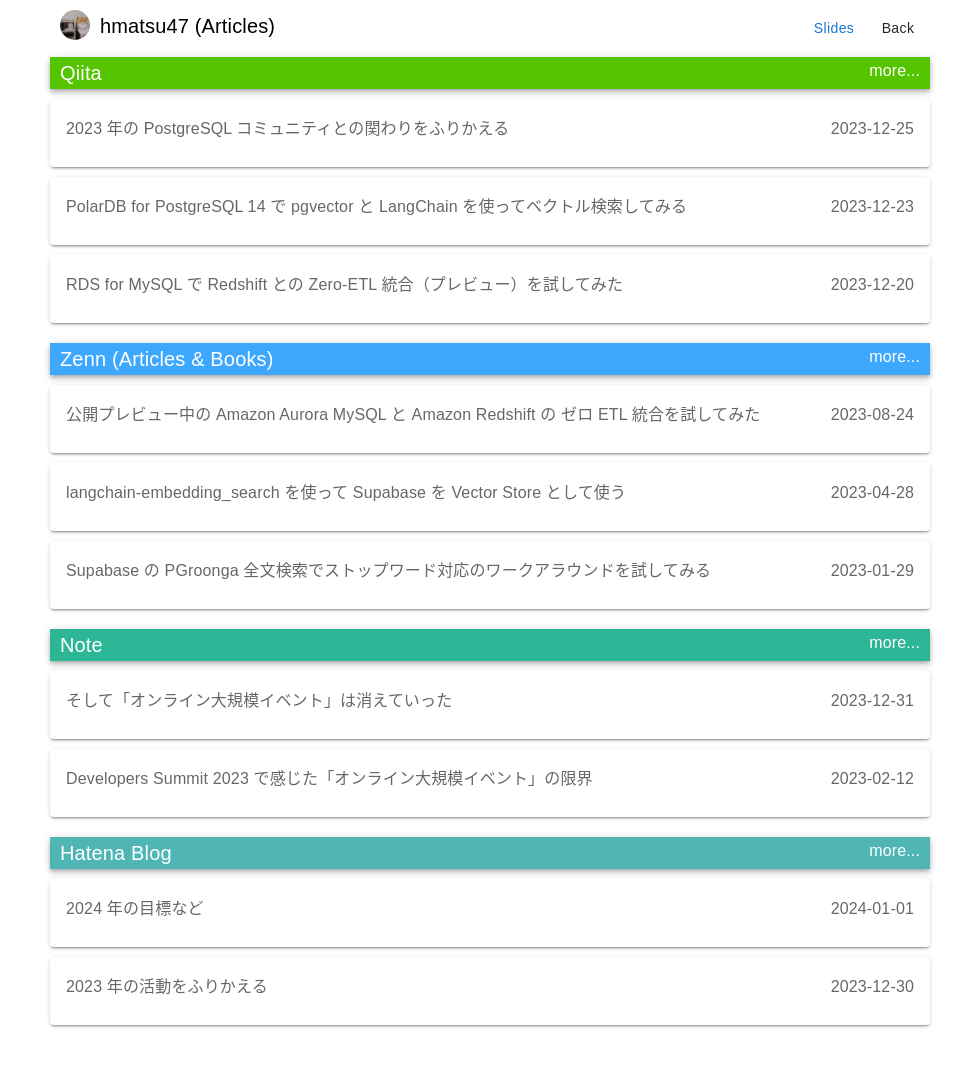 hmatsu47 (Articles)
Slides
Back
Qiita
more...
2023 年の PostgreSQL コミュニティとの関わりをふりかえる
2023-12-25
PolarDB for PostgreSQL 14 で pgvector と LangChain を使ってベクトル検索してみる
2023-12-23
RDS for MySQL で Redshift との Zero-ETL 統合（プレビュー）を試してみた
2023-12-20
Zenn (Articles & Books)
more...
公開プレビュー中の Amazon Aurora MySQL と Amazon Redshift の ゼロ ETL 統合を試してみた
2023-08-24
langchain-embedding_search を使って Supabase を Vector Store として使う
2023-04-28
Supabase の PGroonga 全文検索でストップワード対応のワークアラウンドを試してみる
2023-01-29
Note
more...
そして「オンライン大規模イベント」は消えていった
2023-12-31
Developers Summit 2023 で感じた「オンライン大規模イベント」の限界
2023-02-12
Hatena Blog
more...
2024 年の目標など
2024-01-01
2023 年の活動をふりかえる
2023-12-30